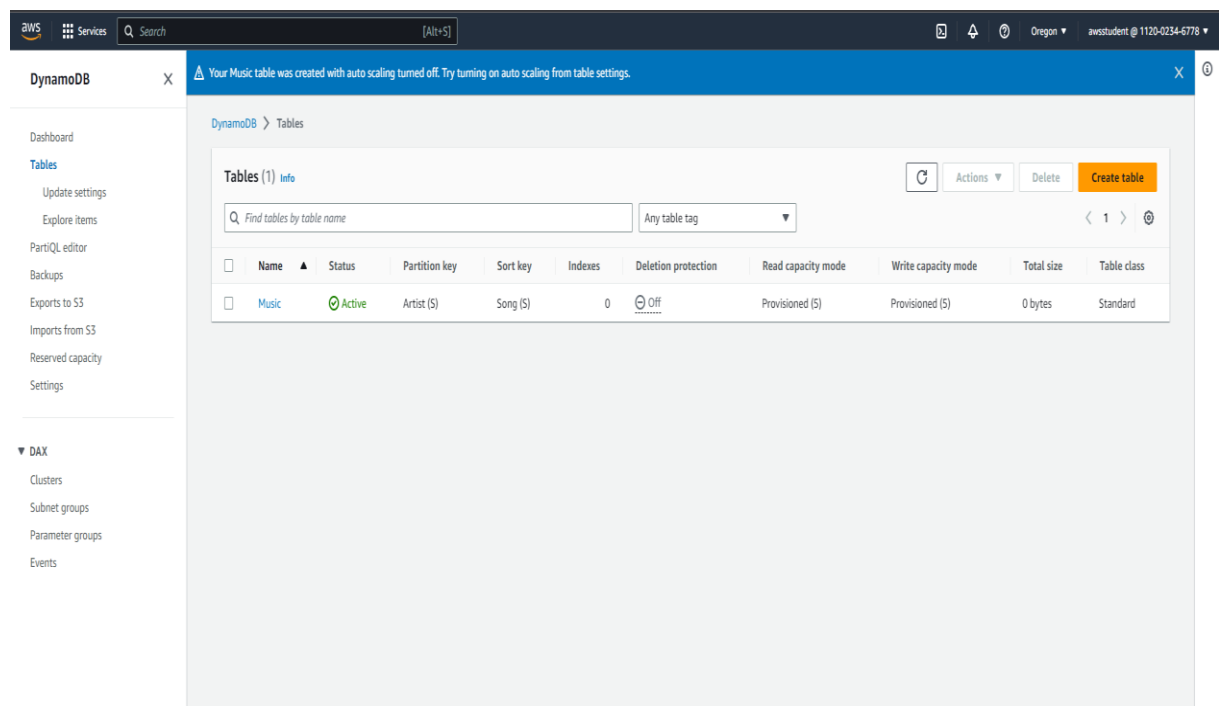 aws Services Search [Alt+S] Oregon ▼ awsstudent @ 1120-0234-6778 ▼
DynamoDB X
Dashboard
Tables
Update settings
Explore items
PartiQL editor
Backups
Exports to S3
Imports from S3
Reserved capacity
Settings
▼ DAX
Clusters
Subnet groups
Parameter groups
Events
Your Music table was created with auto scaling turned off. Try turning on auto scaling from table settings. X
DynamoDB > Tables
Tables (1) Info Actions ▼ Delete Create table
Find tables by table name Any table tag ▼ < 1 >
Name ▲ Status Partition key Sort key Indexes Deletion protection Read capacity mode Write capacity mode Total size Table class
Music Active Artist (S) Song (S) 0 Off Provisioned (5) Provisioned (5) 0 bytes Standard